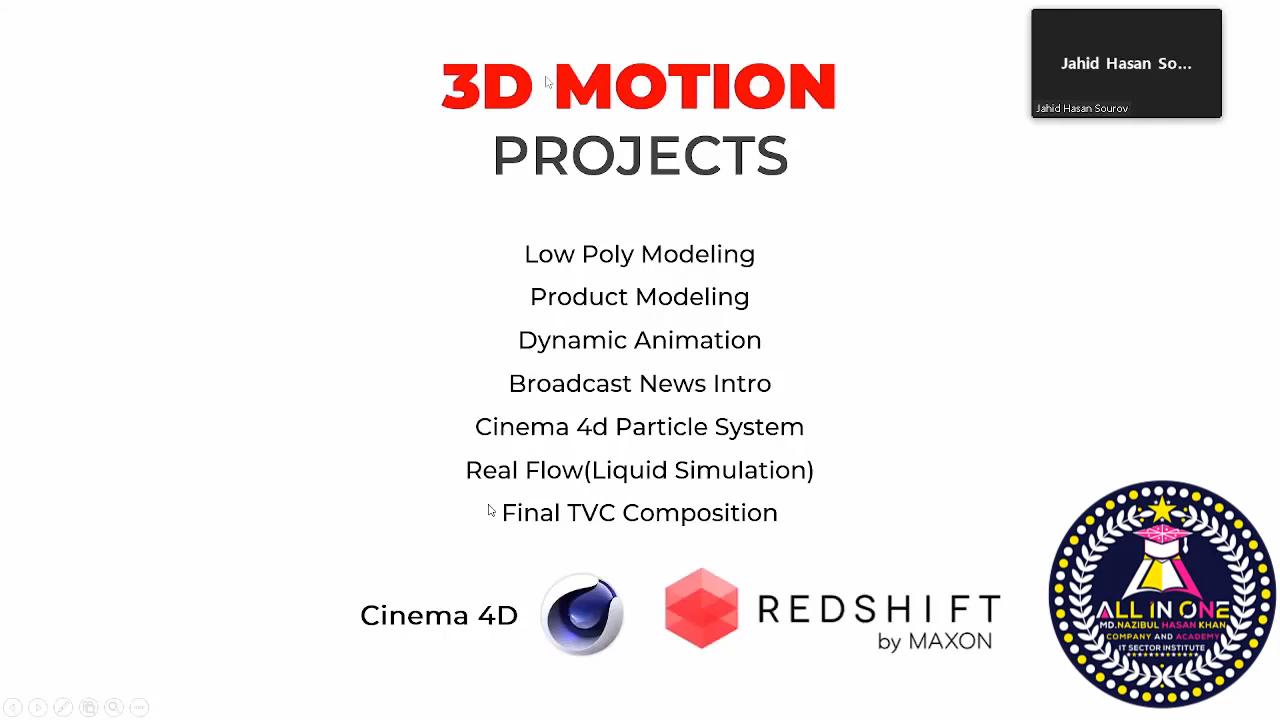 3D MOTION
PROJECTS
Jahid Hasan So...
Jahid Hasan Sourov
Low Poly Modeling
Product Modeling
Dynamic Animation
Broadcast News Intro
Cinema 4d Particle System
Real Flow(Liquid Simulation)
Final TVC Composition
Cinema 4D
REDSHIFT
by MAXON
ALL IN ONE
MD.NAZIBUL HASAN KHAN
COMPANY AND ACADEMY
IT SECTOR INSTITUTE